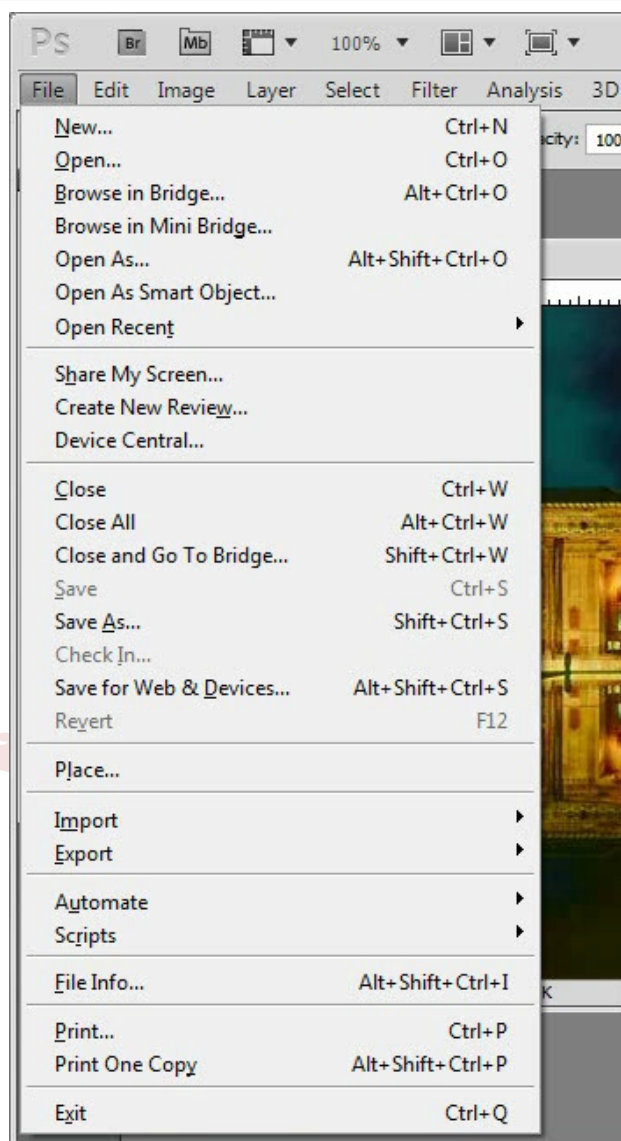 Ps Br Mb 100%
File Edit Image Layer Select Filter Analysis 3D
New... Ctrl+N
Open... Ctrl+O
Browse in Bridge... Alt+Ctrl+O
Browse in Mini Bridge...
Open As... Alt+Shift+Ctrl+O
Open As Smart Object...
Open Recent
Share My Screen...
Create New Review...
Device Central...
Close Ctrl+W
Close All Alt+Ctrl+W
Close and Go To Bridge... Shift+Ctrl+W
Save Ctrl+S
Save As... Shift+Ctrl+S
Check In...
Save for Web & Devices... Alt+Shift+Ctrl+S
Revert F12
Place...
Import
Export
Automate
Scripts
File Info... Alt+Shift+Ctrl+I
Print... Ctrl+P
Print One Copy Alt+Shift+Ctrl+P
Exit Ctrl+Q
acity: 100
K